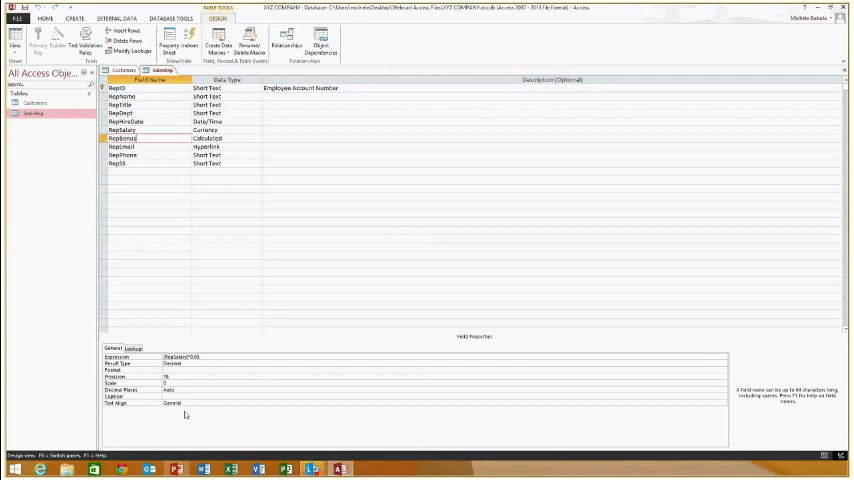 TABLE TOOLS
XYZ COMPANY - Database: C:\Users\michele\Desktop\Webcast Access Files\XYZ COMPANY.accdb (Access 2007 - 2013 file format) - Access
FILE HOME CREATE EXTERNAL DATA DATABASE TOOLS DESIGN
Michele Babola
View
Primary Key
Builder
Test Validation Rules
Insert Rows
Delete Rows
Modify Lookups
Property Sheet
Indexes
Create Data Macros
Rename/ Delete Macro
Relationships
Object Dependencies
Views Tools Show/Hide Field, Record & Table Events Relationships
All Access Obje...
Search...
Tables
Customers
SalesRep
Customers SalesRep
Field Name Data Type Description (Optional)
RepID Short Text Employee Account Number
RepName Short Text
RepTitle Short Text
RepDept Short Text
RepHireDate Date/Time
RepSalary Currency
RepBonus Calculated
RepEmail Hyperlink
RepPhone Short Text
RepSS Short Text
Field Properties
General Lookup
Expression [RepSalary]*0.05
Result Type Decimal
Format
Precision 18
Scale 0
Decimal Places Auto
Caption
Text Align General
A field name can be up to 64 characters long, including spaces. Press F1 for help on field names.
Design view. F6 = Switch panes. F1 = Help.